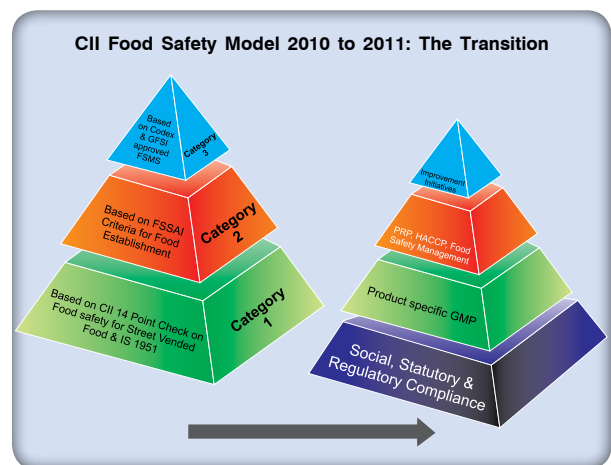 CII Food Safety Model 2010 to 2011: The Transition
Based
on Codex
& GFSI
approved
FSMS
Category
3
Based on FSSAI
Criteria for Food
Establishment
Category
2
Based on CII 14 Point Check on
Food safety for Street Vended
Food & IS 1951
Category
1
Improvement
Initiatives
PRP, HACCP, Food
Safety Management
Product specific GMP
Social, Statutory &
Regulatory Compliance